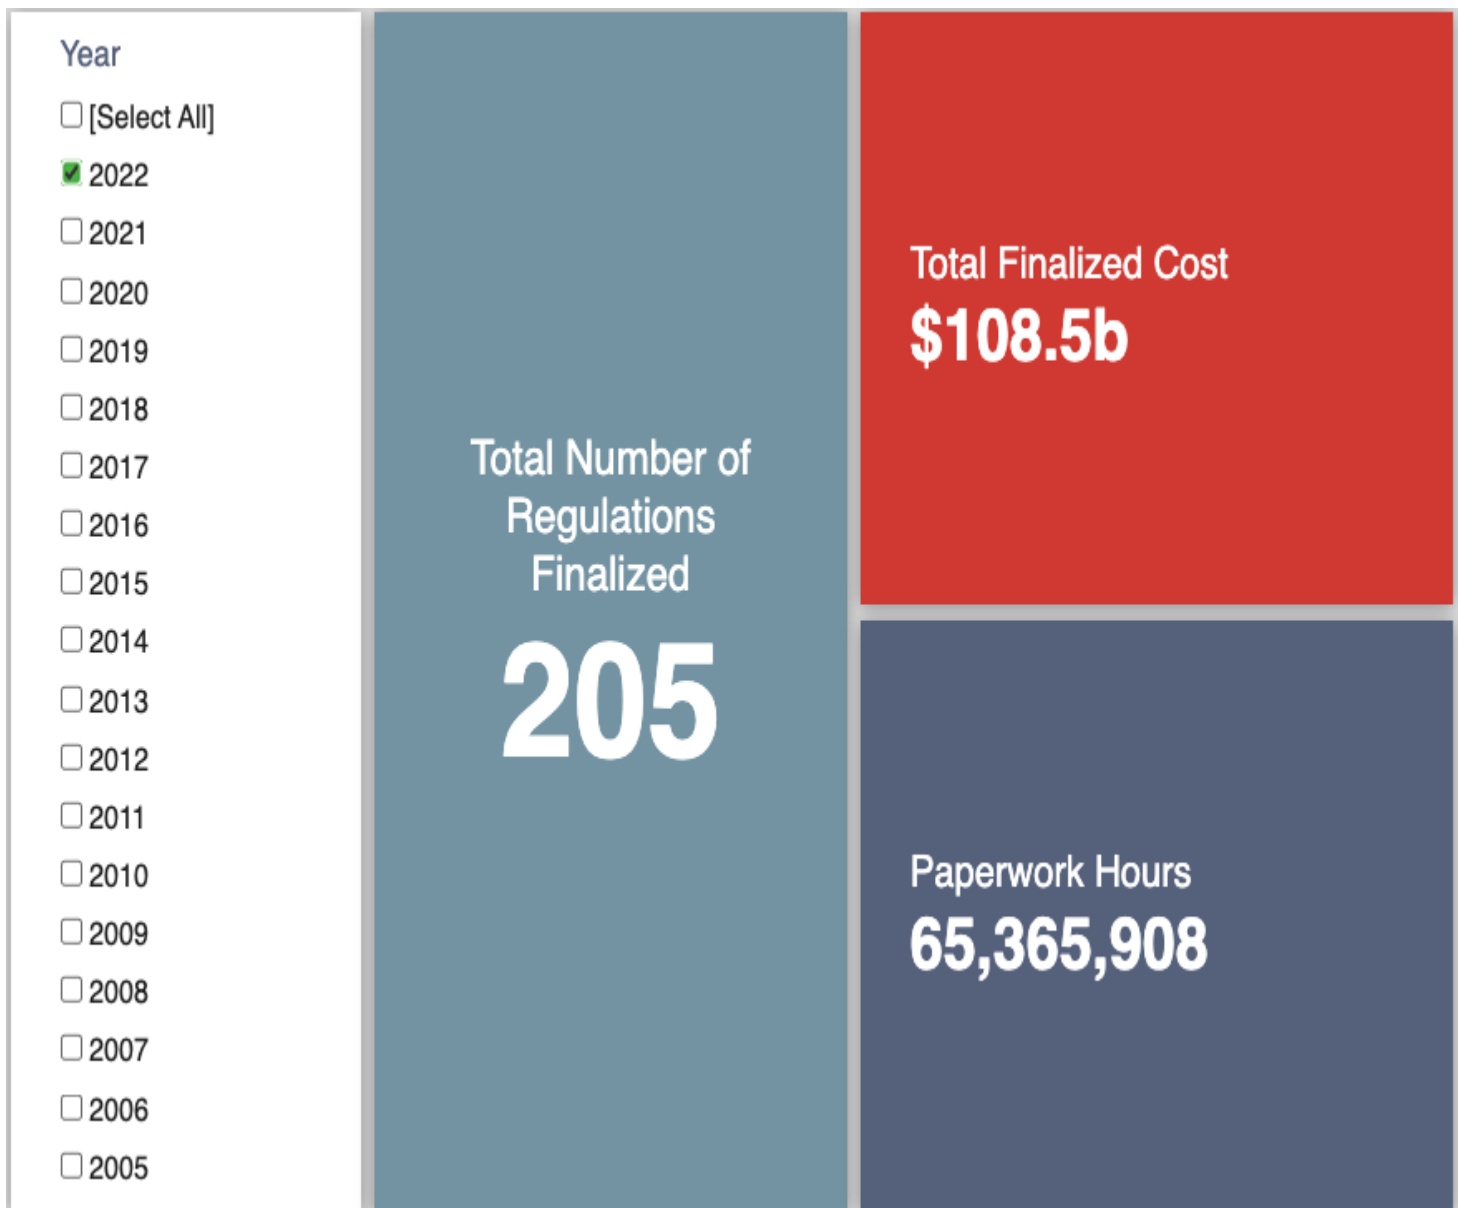 Year
[Select All]
2022
2021
2020
2019
2018
2017
2016
2015
2014
2013
2012
2011
2010
2009
2008
2007
2006
2005
Total Number of
Regulations
Finalized
205
Total Finalized Cost
$108.5b
Paperwork Hours
65,365,908